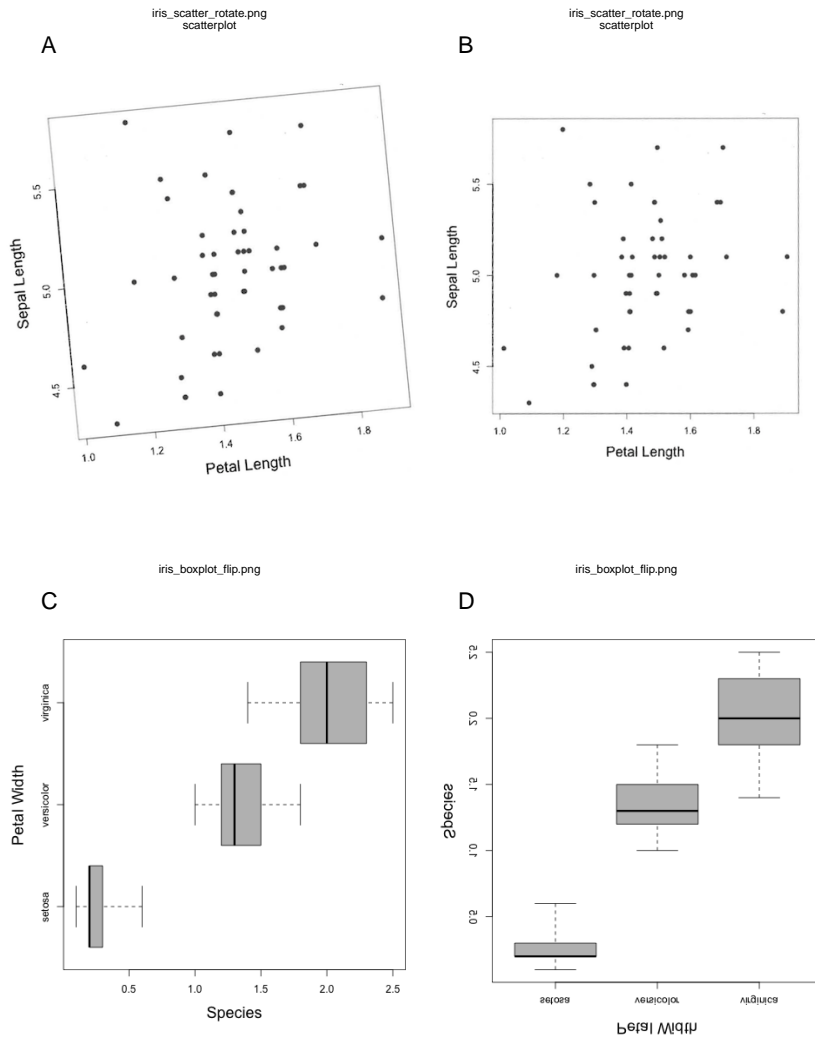 iris_scatter_rotate.png
scatterplot
A
5.5
5.0
4.5
Sepal Length
1.0
1.2
1.4
1.6
1.8
Petal Length
iris_scatter_rotate.png
scatterplot
B
5.5
5.0
4.5
Sepal Length
1.0
1.2
1.4
1.6
1.8
Petal Length
iris_boxplot_flip.png
C
virginica
versicolor
setosa
Petal Width
0.5
1.0
1.5
2.0
2.5
Species
iris_boxplot_flip.png
D
2.5
2.0
1.5
1.0
0.5
Species
setosa
versicolor
virginica
Petal Width